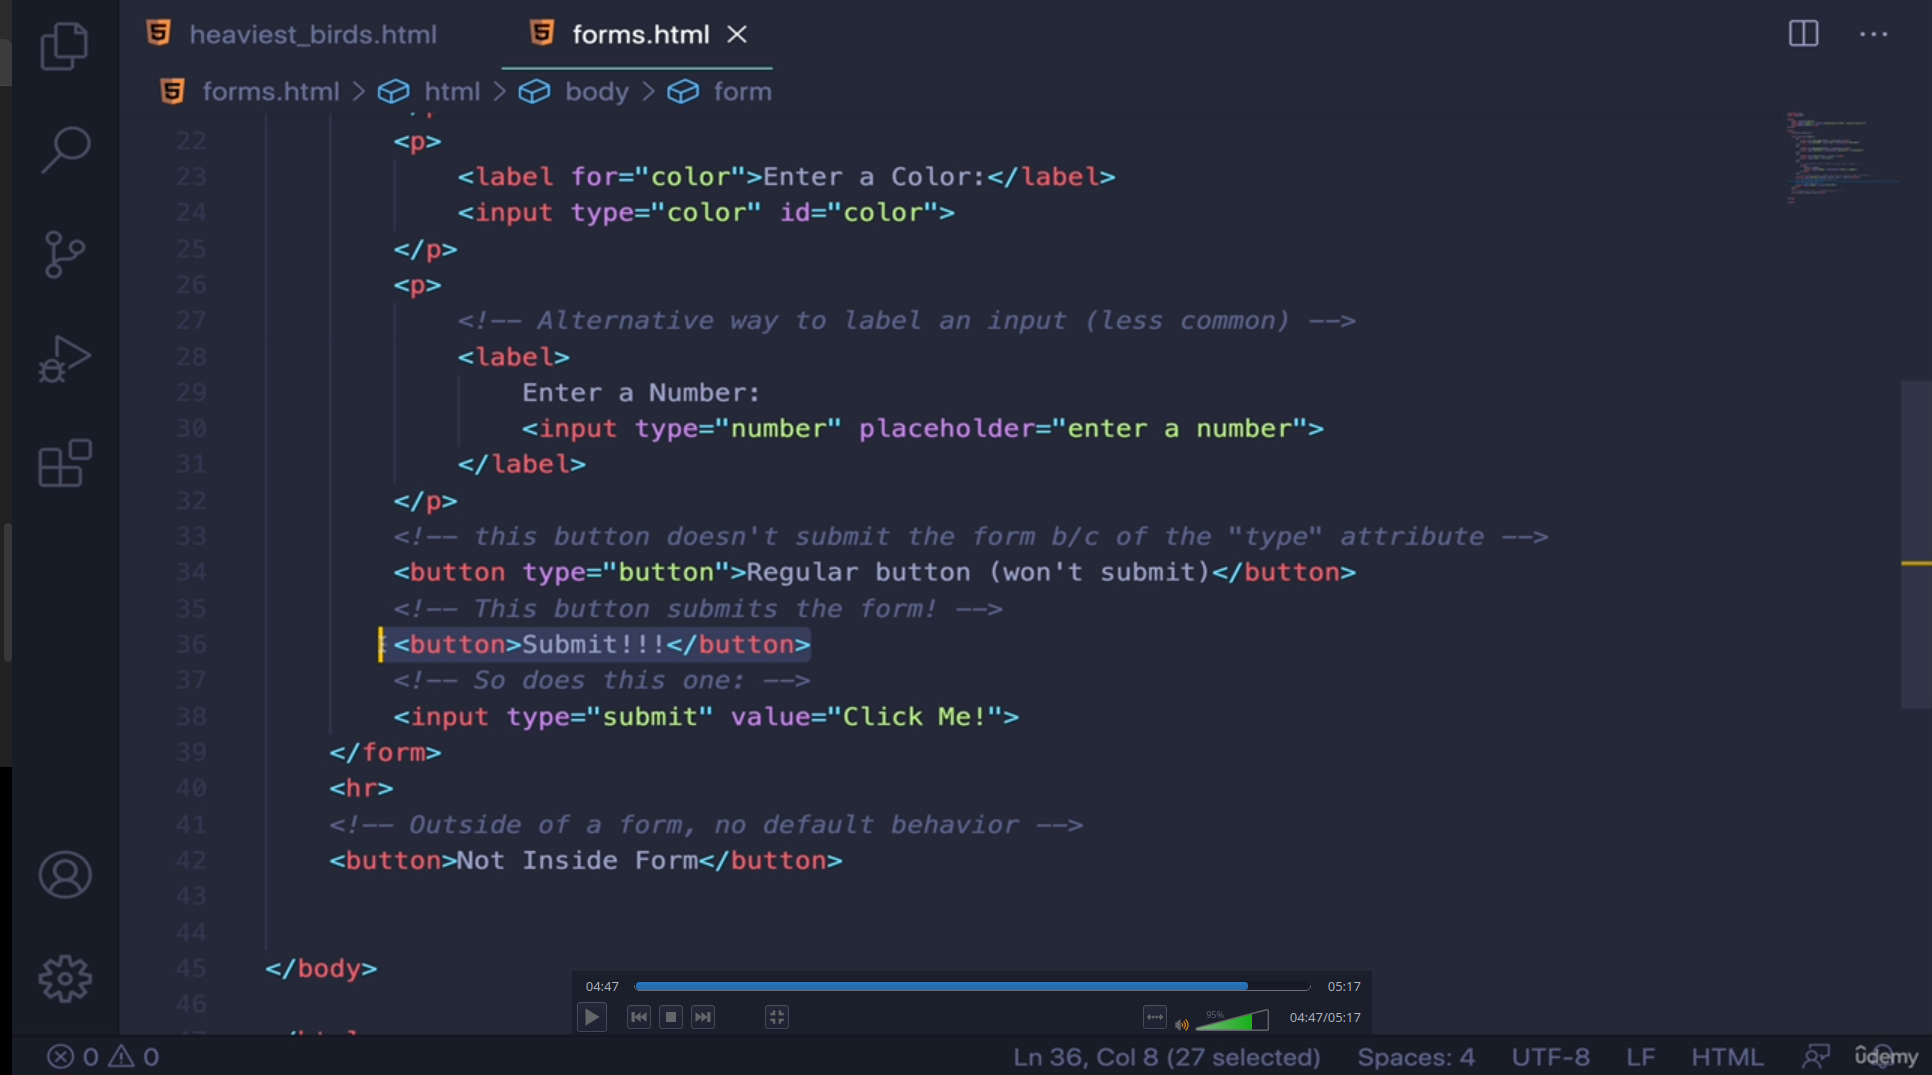 heaviest_birds.html forms.html
forms.html > html > body > form
22 <p>
23 <label for="color">Enter a Color:</label>
24 <input type="color" id="color">
25 </p>
26 <p>
27 <!-- Alternative way to label an input (less common) -->
28 <label>
29 Enter a Number:
30 <input type="number" placeholder="enter a number">
31 </label>
32 </p>
33 <!-- this button doesn't submit the form b/c of the "type" attribute -->
34 <button type="button">Regular button (won't submit)</button>
35 <!-- This button submits the form! -->
36 <button>Submit!!!</button>
37 <!-- So does this one: -->
38 <input type="submit" value="Click Me!">
39 </form>
40 <hr>
41 <!-- Outside of a form, no default behavior -->
42 <button>Not Inside Form</button>
43
44
45 </body>
46
04:47 05:17
95% 04:47/05:17
0 0 Ln 36, Col 8 (27 selected) Spaces: 4 UTF-8 LF HTML udemy